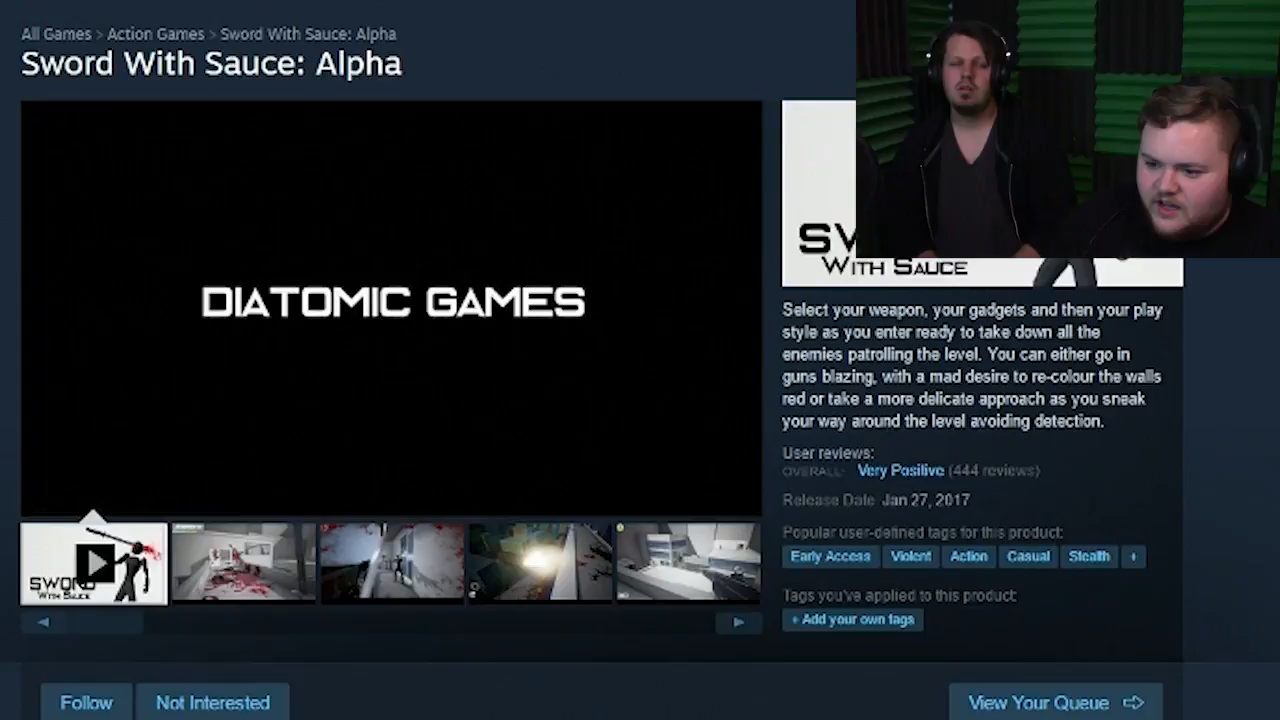 All Games > Action Games > Sword With Sauce: Alpha
Sword With Sauce: Alpha
DIATOMIC GAMES
SW
WITH SAUCE
Select your weapon, your gadgets and then your play
style as you enter ready to take down all the
enemies patrolling the level. You can either go in
guns blazing, with a mad desire to re-colour the walls
red or take a more delicate approach as you sneak
your way around the level avoiding detection.
User reviews:
OVERALL: Very Positive (444 reviews)
Release Date: Jan 27, 2017
Popular user-defined tags for this product:
Early Access Violent Action Casual Stealth +
Tags you've applied to this product:
+ Add your own tags
SWORD
WITH SAUCE
Follow Not Interested View Your Queue